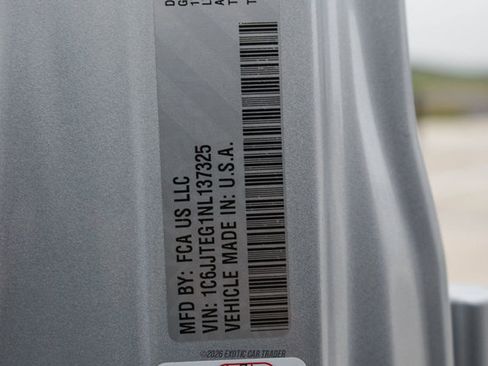 MFD BY: FCA US LLC
VIN: 1C6JJTEG1NL137325
VEHICLE MADE IN: U.S.A.
©2026 EXOTIC CAR TRADER